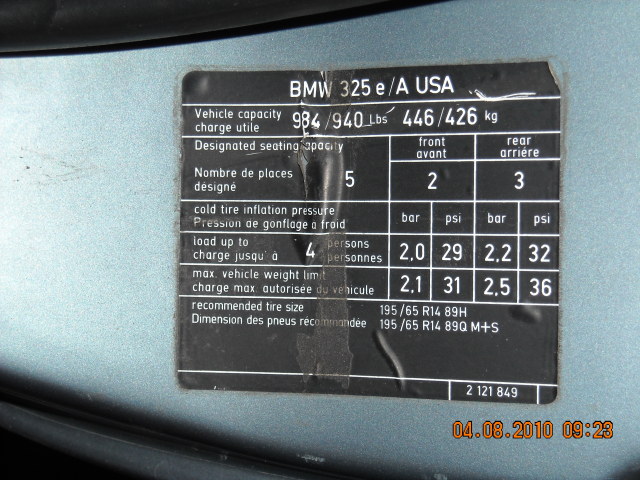 BMW 325 e/A USA
Vehicle capacity
charge utile 984/940 Lbs 446/426 kg
Designated seating capacity front rear
avant arriére
Nombre de places
désigné 5 2 3
cold tire inflation pressure
Pression de gonflage a froid bar psi bar psi
load up to 4 persons
charge jusqu' à personnes 2.0 29 2.2 32
max. vehicle weight limit
charge max. autorisée du vehicule 2.1 31 2.5 36
recommended tire size 195/65 R14 89H
Dimension des pneus récommandée 195/65 R14 89Q M+S
2 121 849
04.08.2010 09:23